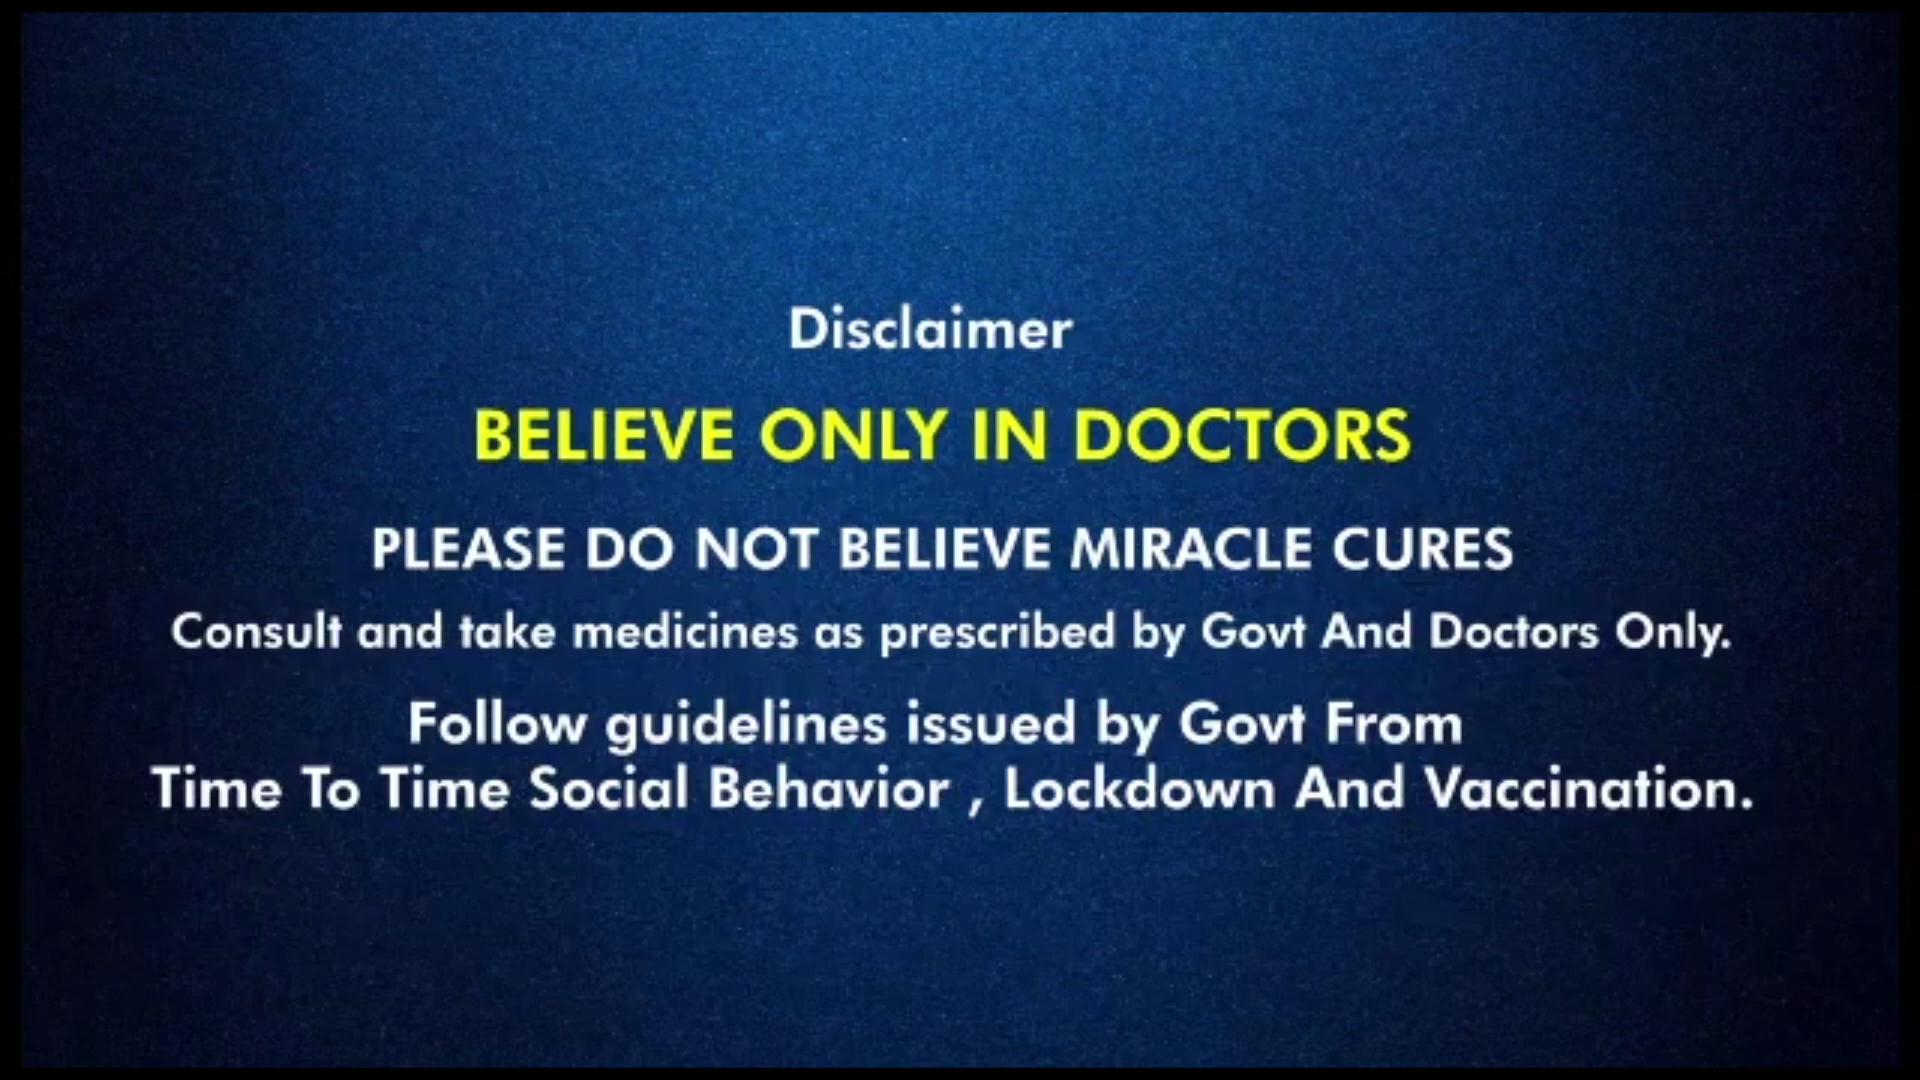 Disclaimer
BELIEVE ONLY IN DOCTORS
PLEASE DO NOT BELIEVE MIRACLE CURES
Consult and take medicines as prescribed by Govt And Doctors Only.
Follow guidelines issued by Govt From
Time To Time Social Behavior , Lockdown And Vaccination.